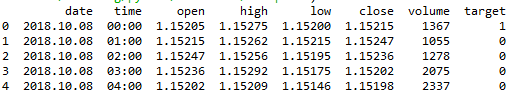 date time open high low close volume target
0 2018.10.08 00:00 1.15205 1.15275 1.15200 1.15215 1367 1
1 2018.10.08 01:00 1.15215 1.15262 1.15215 1.15247 1055 0
2 2018.10.08 02:00 1.15247 1.15256 1.15195 1.15236 1278 0
3 2018.10.08 03:00 1.15236 1.15292 1.15175 1.15202 2075 0
4 2018.10.08 04:00 1.15202 1.15209 1.15146 1.15198 2337 0